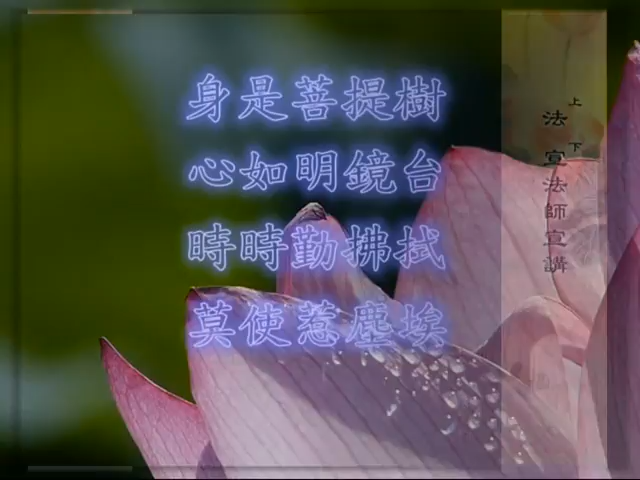 身是菩提樹
心如明鏡台
時時勤拂拭
莫使惹塵埃
上法下宣法師宣講